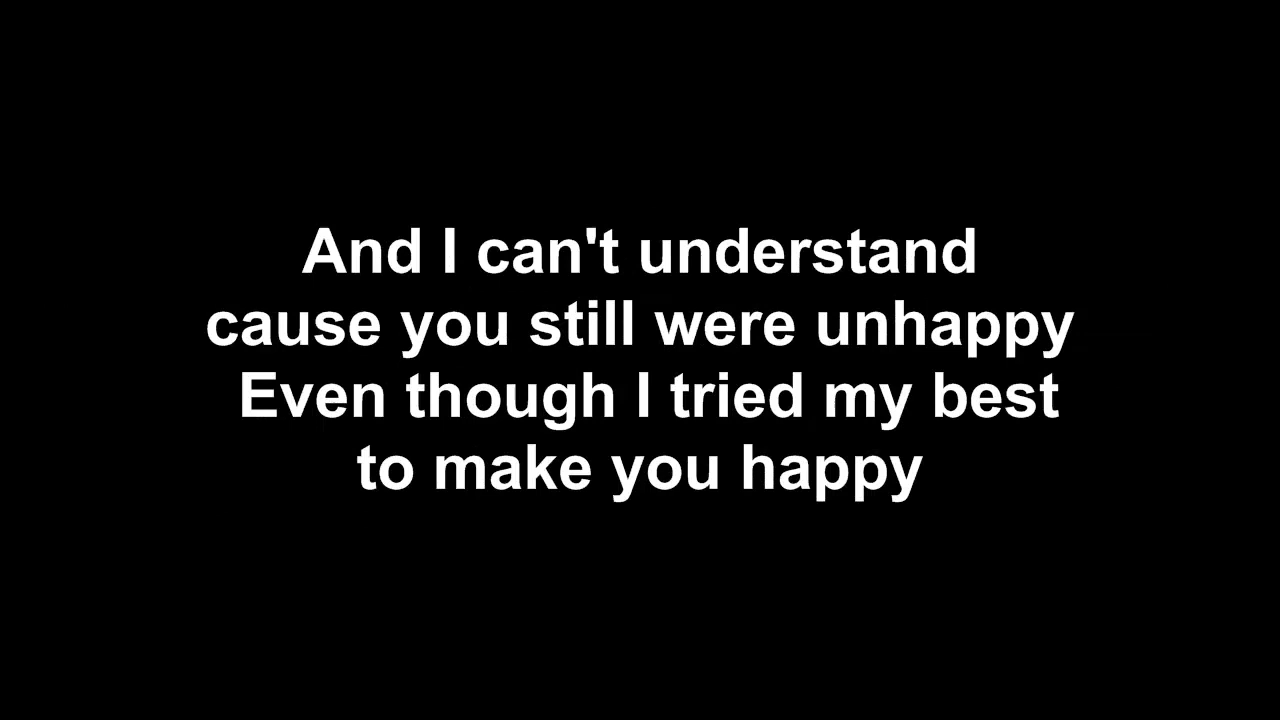 And I can't understand
cause you still were unhappy
Even though I tried my best
to make you happy